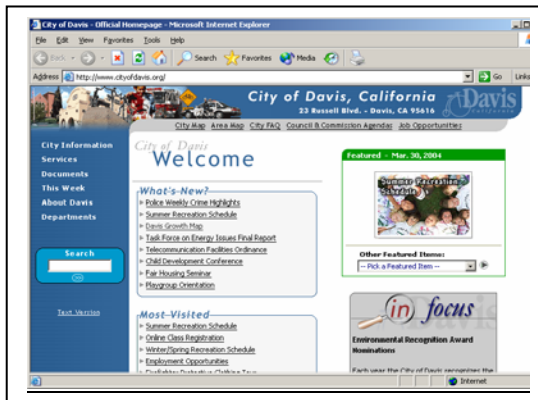 City of Davis - Official Homepage - Microsoft Internet Explorer
File Edit View Favorites Tools Help
Back Search Favorites Media
Address http://www.cityofdavis.org/ Go Links
City of Davis, California
23 Russell Blvd. - Davis, CA 95616
Davis
California
City Map Area Map City FAQ Council & Commission Agendas Job Opportunities
City Information
Services
Documents
This Week
About Davis
Departments
Search
Text Version
City of Davis
Welcome
What's New?
Police Weekly Crime Highlights
Summer Recreation Schedule
Davis Growth Map
Task Force on Energy Issues Final Report
Telecommunication Facilities Ordinance
Child Development Conference
Fair Housing Seminar
Playgroup Orientation
Most Visited
Summer Recreation Schedule
Online Class Registration
Winter/Spring Recreation Schedule
Employment Opportunities
Featured - Mar. 30, 2004
Summer Recreation
Schedule
Other Featured Items:
-- Pick a Featured Item --
in focus
Environmental Recognition Award
Nominations
Each year the City of Davis recognizes the
Internet